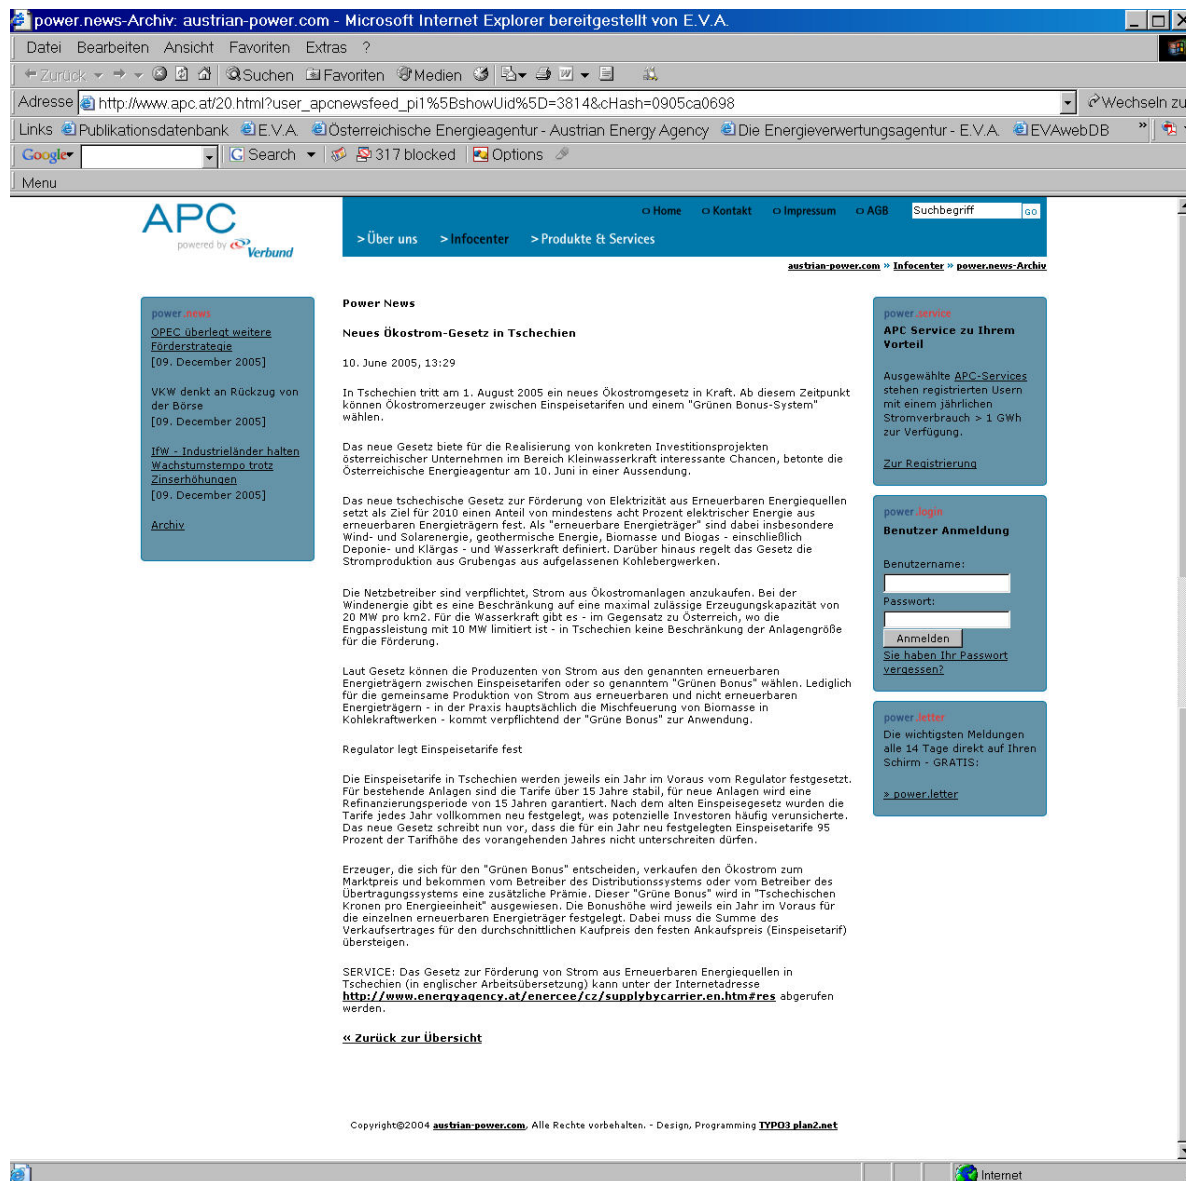 power.news-Archiv: austrian-power.com - Microsoft Internet Explorer bereitgestellt von E.V.A.
Datei Bearbeiten Ansicht Favoriten Extras ?
Zurück Suchen Favoriten Medien
Adresse http://www.apc.at/20.html?user_apcnewsfeed_pi1%5BshowUid%5D=3814&cHash=0905ca0698 Wechseln zu
Links Publikationsdatenbank E.V.A. Österreichische Energieagentur - Austrian Energy Agency Die Energieverwertungsagentur - E.V.A. EVAwebDB »
Google Search 317 blocked Options
Menu
APC
powered by Verbund
Home Kontakt Impressum AGB Suchbegriff GO
> Über uns > Infocenter > Produkte & Services
austrian-power.com » Infocenter » power.news-Archiv
power.news
OPEC überlegt weitere
Förderstrategie
[09. December 2005]
VKW denkt an Rückzug von
der Börse
[09. December 2005]
IfW - Industrieländer halten
Wachstumstempo trotz
Zinserhöhungen
[09. December 2005]
Archiv
Power News
Neues Ökostrom-Gesetz in Tschechien
10. June 2005, 13:29
In Tschechien tritt am 1. August 2005 ein neues Ökostromgesetz in Kraft. Ab diesem Zeitpunkt
können Ökostromerzeuger zwischen Einspeisetarifen und einem "Grünen Bonus-System"
wählen.
Das neue Gesetz biete für die Realisierung von konkreten Investitionsprojekten
österreichischer Unternehmen im Bereich Kleinwasserkraft interessante Chancen, betonte die
Österreichische Energieagentur am 10. Juni in einer Aussendung.
Das neue tschechische Gesetz zur Förderung von Elektrizität aus Erneuerbaren Energiequellen
setzt als Ziel für 2010 einen Anteil von mindestens acht Prozent elektrischer Energie aus
erneuerbaren Energieträgern fest. Als "erneuerbare Energieträger" sind dabei insbesondere
Wind- und Solarenergie, geothermische Energie, Biomasse und Biogas - einschließlich
Deponie- und Klärgas - und Wasserkraft definiert. Darüber hinaus regelt das Gesetz die
Stromproduktion aus Grubengas aus aufgelassenen Kohlebergwerken.
Die Netzbetreiber sind verpflichtet, Strom aus Ökostromanlagen anzukaufen. Bei der
Windenergie gibt es eine Beschränkung auf eine maximal zulässige Erzeugungskapazität von
20 MW pro km2. Für die Wasserkraft gibt es - im Gegensatz zu Österreich, wo die
Engpassleistung mit 10 MW limitiert ist - in Tschechien keine Beschränkung der Anlagengröße
für die Förderung.
Laut Gesetz können die Produzenten von Strom aus den genannten erneuerbaren
Energieträgern zwischen Einspeisetarifen oder so genanntem "Grünen Bonus" wählen. Lediglich
für die gemeinsame Produktion von Strom aus erneuerbaren und nicht erneuerbaren
Energieträgern - in der Praxis hauptsächlich die Mischfeuerung von Biomasse in
Kohlekraftwerken - kommt verpflichtend der "Grüne Bonus" zur Anwendung.
Regulator legt Einspeisetarife fest
Die Einspeisetarife in Tschechien werden jeweils ein Jahr im Voraus vom Regulator festgesetzt.
Für bestehende Anlagen sind die Tarife über 15 Jahre stabil, für neue Anlagen wird eine
Refinanzierungsperiode von 15 Jahren garantiert. Nach dem alten Einspeisegesetz wurden die
Tarife jedes Jahr vollkommen neu festgelegt, was potenzielle Investoren häufig verunsicherte.
Das neue Gesetz schreibt nun vor, dass die für ein Jahr neu festgelegten Einspeisetarife 95
Prozent der Tarifhöhe des vorangehenden Jahres nicht unterschreiten dürfen.
Erzeuger, die sich für den "Grünen Bonus" entscheiden, verkaufen den Ökostrom zum
Marktpreis und bekommen vom Betreiber des Distributionssystems oder vom Betreiber des
Übertragungssystems eine zusätzliche Prämie. Dieser "Grüne Bonus" wird in "Tschechischen
Kronen pro Energieeinheit" ausgewiesen. Die Bonushöhe wird jeweils ein Jahr im Voraus für
die einzelnen erneuerbaren Energieträger festgelegt. Dabei muss die Summe des
Verkaufsertrages für den durchschnittlichen Kaufpreis den festen Ankaufspreis (Einspeisetarif)
übersteigen.
SERVICE: Das Gesetz zur Förderung von Strom aus Erneuerbaren Energiequellen in
Tschechien (in englischer Arbeitsübersetzung) kann unter der Internetadresse
http://www.energyagency.at/enercee/cz/supplybycarrier.en.htm#res abgerufen
werden.
« Zurück zur Übersicht
power.service
APC Service zu Ihrem
Vorteil
Ausgewählte APC-Services
stehen registrierten Usern
mit einem jährlichen
Stromverbrauch > 1 GWh
zur Verfügung.
Zur Registrierung
power.login
Benutzer Anmeldung
Benutzername:
Passwort:
Anmelden
Sie haben Ihr Passwort
vergessen?
power.letter
Die wichtigsten Meldungen
alle 14 Tage direkt auf Ihren
Schirm - GRATIS:
» power.letter
Copyright©2004 austrian-power.com, Alle Rechte vorbehalten. - Design, Programming TYPO3 plan2.net
Internet